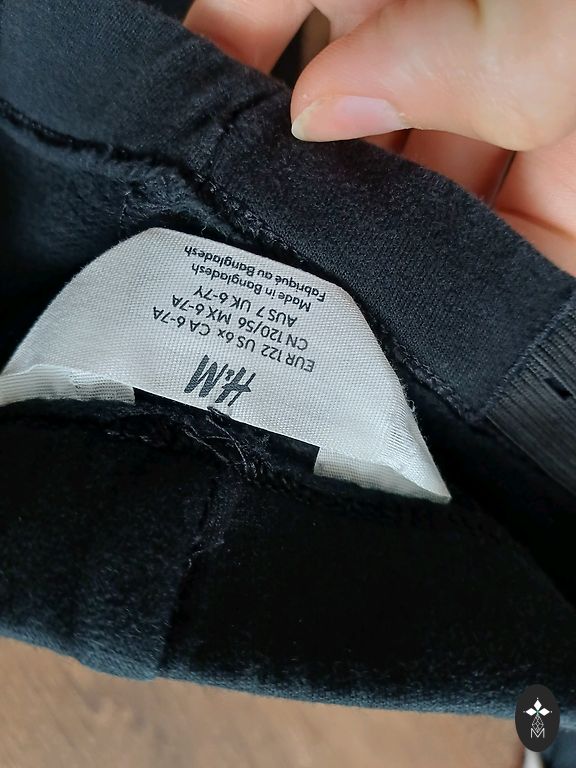 H&M
EUR 122 US 6x CA 6-7A
CN 120/56 MX 6-7A
AUS 7 UK 6-7Y
Made in Bangladesh
Fabriqué au Bangladesh
M